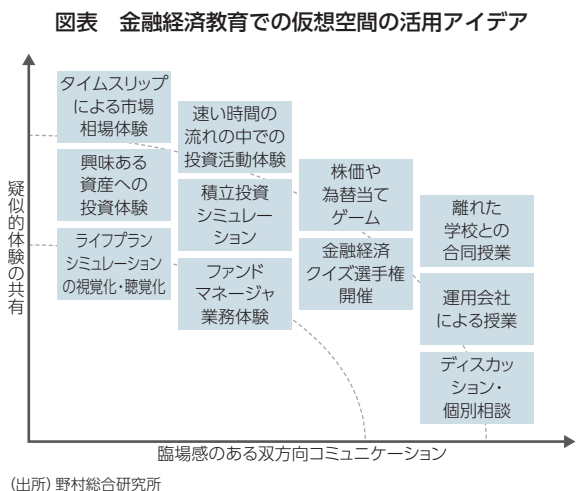 図表　金融経済教育での仮想空間の活用アイデア
疑似的体験の共有
タイムスリップ
による市場
相場体験
興味ある
資産への
投資体験
ライフプラン
シミュレーション
の視覚化・聴覚化
速い時間の
流れの中での
投資活動体験
積立投資
シミュレー
ション
ファンド
マネージャ
業務体験
株価や
為替当て
ゲーム
金融経済
クイズ選手権
開催
離れた
学校との
合同授業
運用会社
による授業
ディスカッ
ション・
個別相談
臨場感のある双方向コミュニケーション
(出所) 野村総合研究所